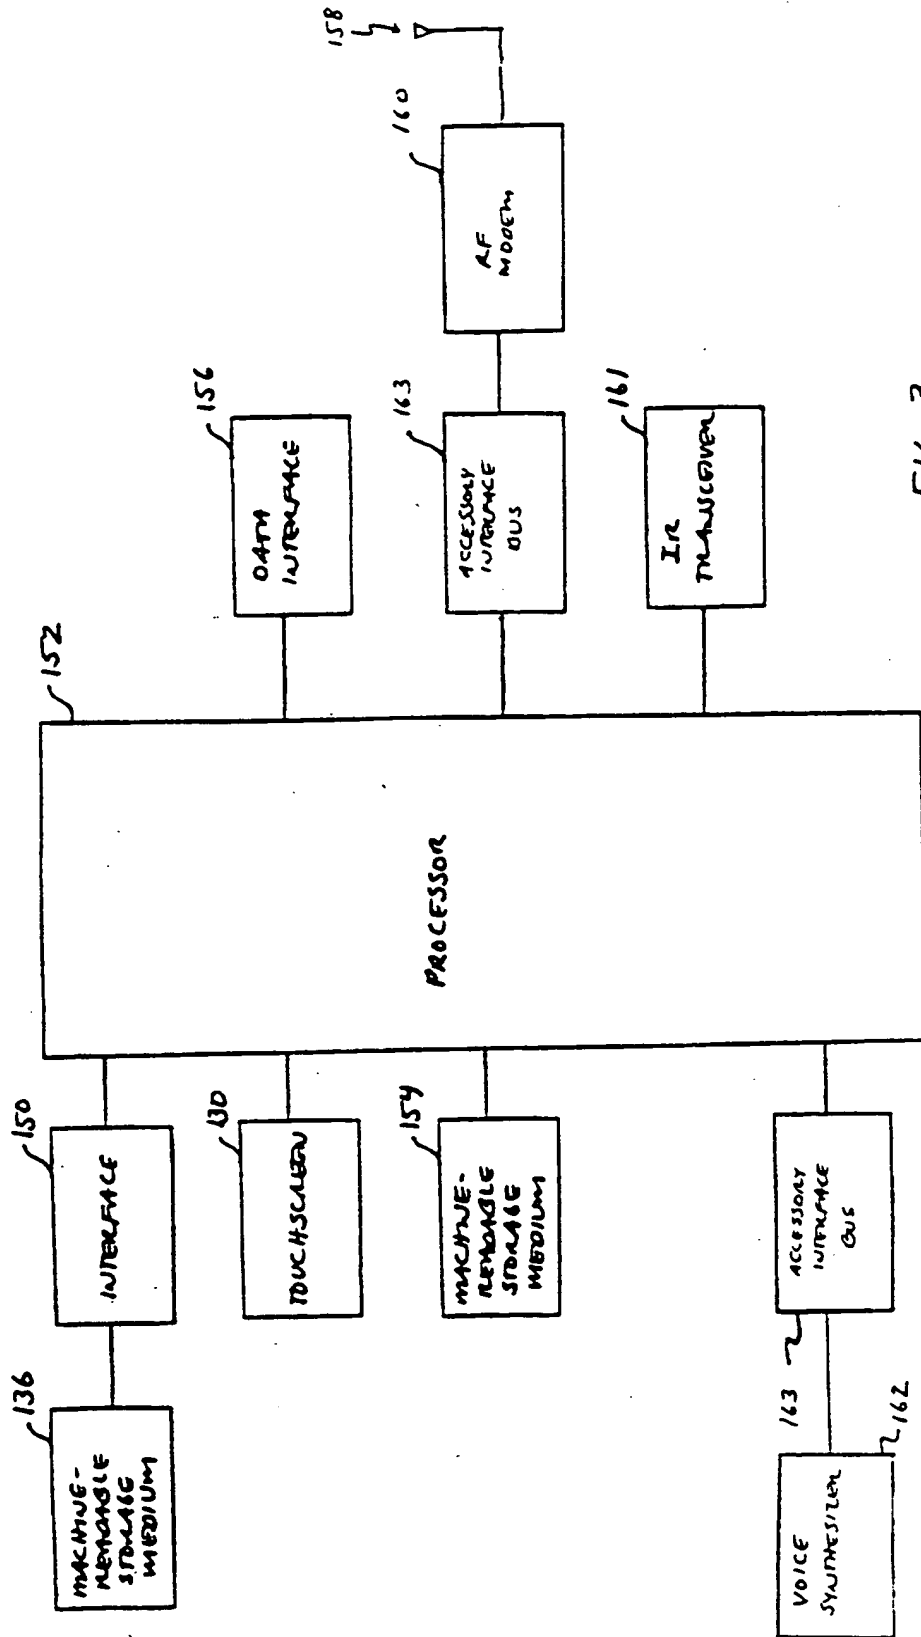 136
MACHINE-
READABLE
STORAGE
MEDIUM
150
INTERFACE
130
TOUCHSCREEN
154
MACHINE-
READABLE
STORAGE
MEDIUM
VOICE
SYNTHESIZER
162
163
ACCESSORY
INTERFACE
BUS
152
PROCESSOR
156
DATA
INTERFACE
163
ACCESSORY
INTERFACE
BUS
160
RF
MODEM
158
161
IR
TRANSCEIVER